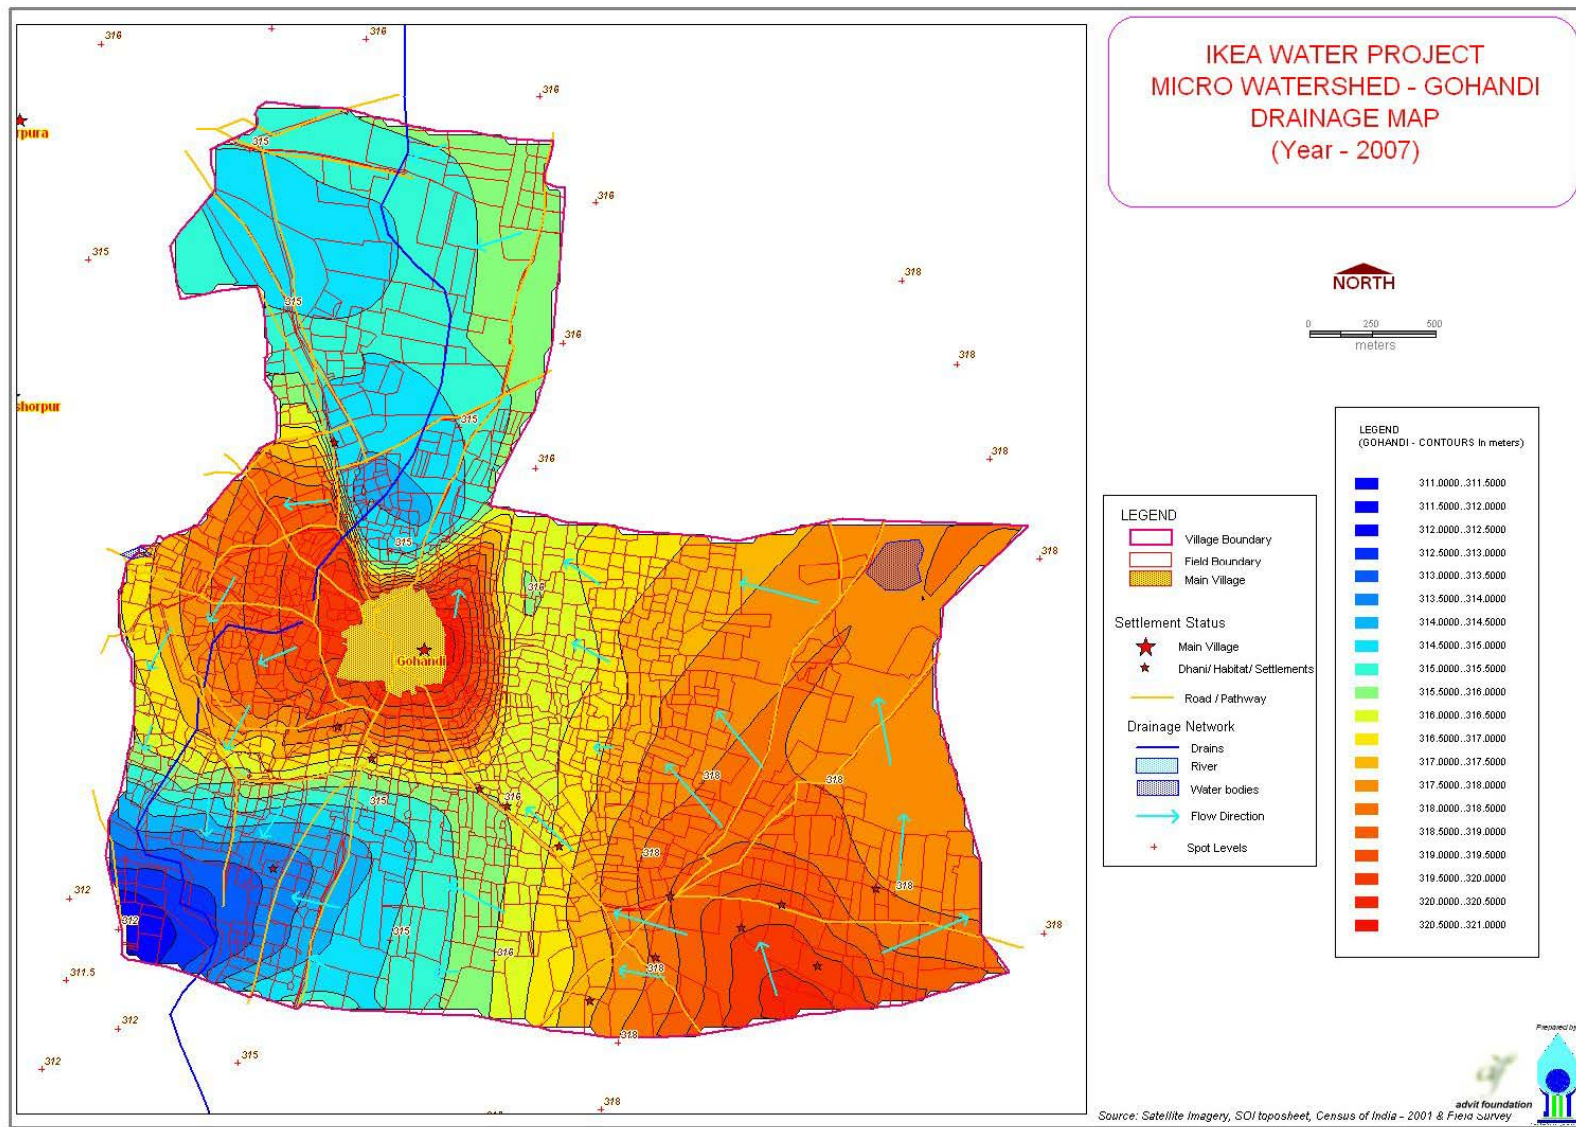 IKEA WATER PROJECT
MICRO WATERSHED - GOHANDI
DRAINAGE MAP
(Year - 2007)
NORTH
0 250 500
meters
LEGEND
(GOHANDI - CONTOURS In meters)
311.0000..311.5000
311.5000..312.0000
312.0000..312.5000
312.5000..313.0000
313.0000..313.5000
313.5000..314.0000
314.0000..314.5000
314.5000..315.0000
315.0000..315.5000
315.5000..316.0000
316.0000..316.5000
316.5000..317.0000
317.0000..317.5000
317.5000..318.0000
318.0000..318.5000
318.5000..319.0000
319.0000..319.5000
319.5000..320.0000
320.0000..320.5000
320.5000..321.0000
LEGEND
Village Boundary
Field Boundary
Main Village
Settlement Status
Main Village
Dhani/ Habitat/ Settlements
Road / Pathway
Drainage Network
Drains
River
Water bodies
Flow Direction
Spot Levels
316
316
316
rpura
315
316
315
318
315
316
318
shorpur
315
318
316
315
318
316
Gohandi
318
318
315
316
318
318
312
312
318
315
316
318
311.5
312
318
315
312
318
Prepared by
advit foundation
Source: Satellite Imagery, SOI toposheet, Census of India - 2001 & Field Survey